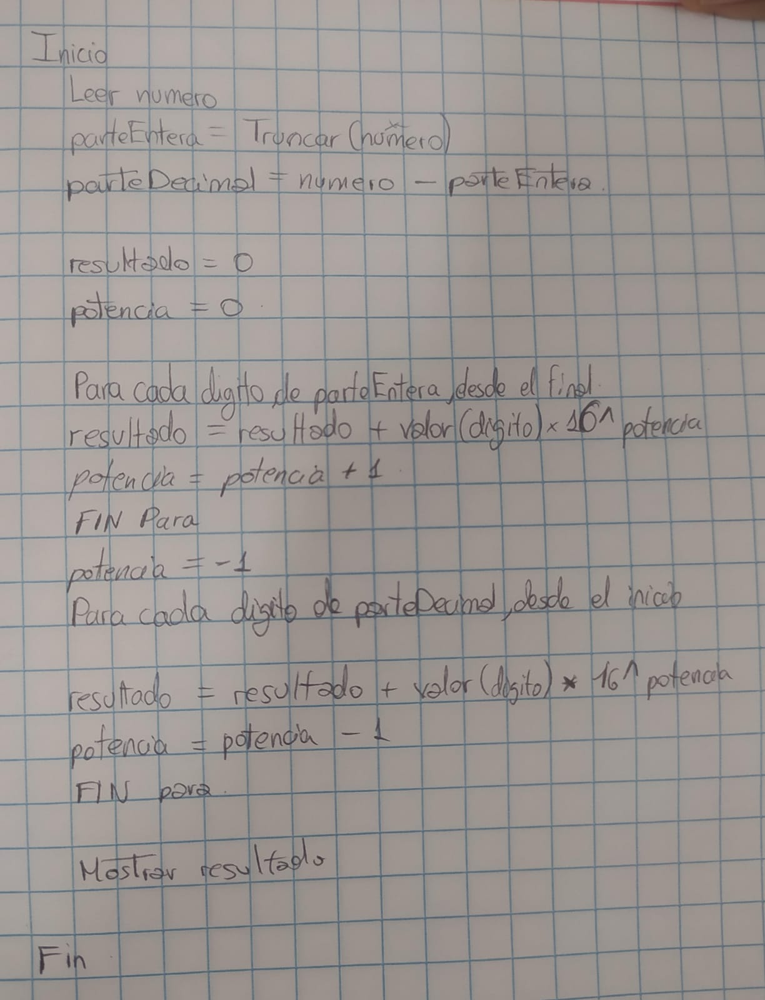 Inicio
Leer numero
parteEntera = Truncar (numero)
parteDecimal = numero - parteEntera.
resultado = 0
potencia = 0
Para cada digito de parteEntera, desde el final.
resultado = resultado + valor (digito) × 16^ potencia
potencia = potencia + 1
FIN Para
potencia = -1
Para cada digito de parteDecimal, desde el inicio
resultado = resultado + valor (digito) * 16^ potencia
potencia = potencia - 1
FIN para.
Mostrar resultado
Fin